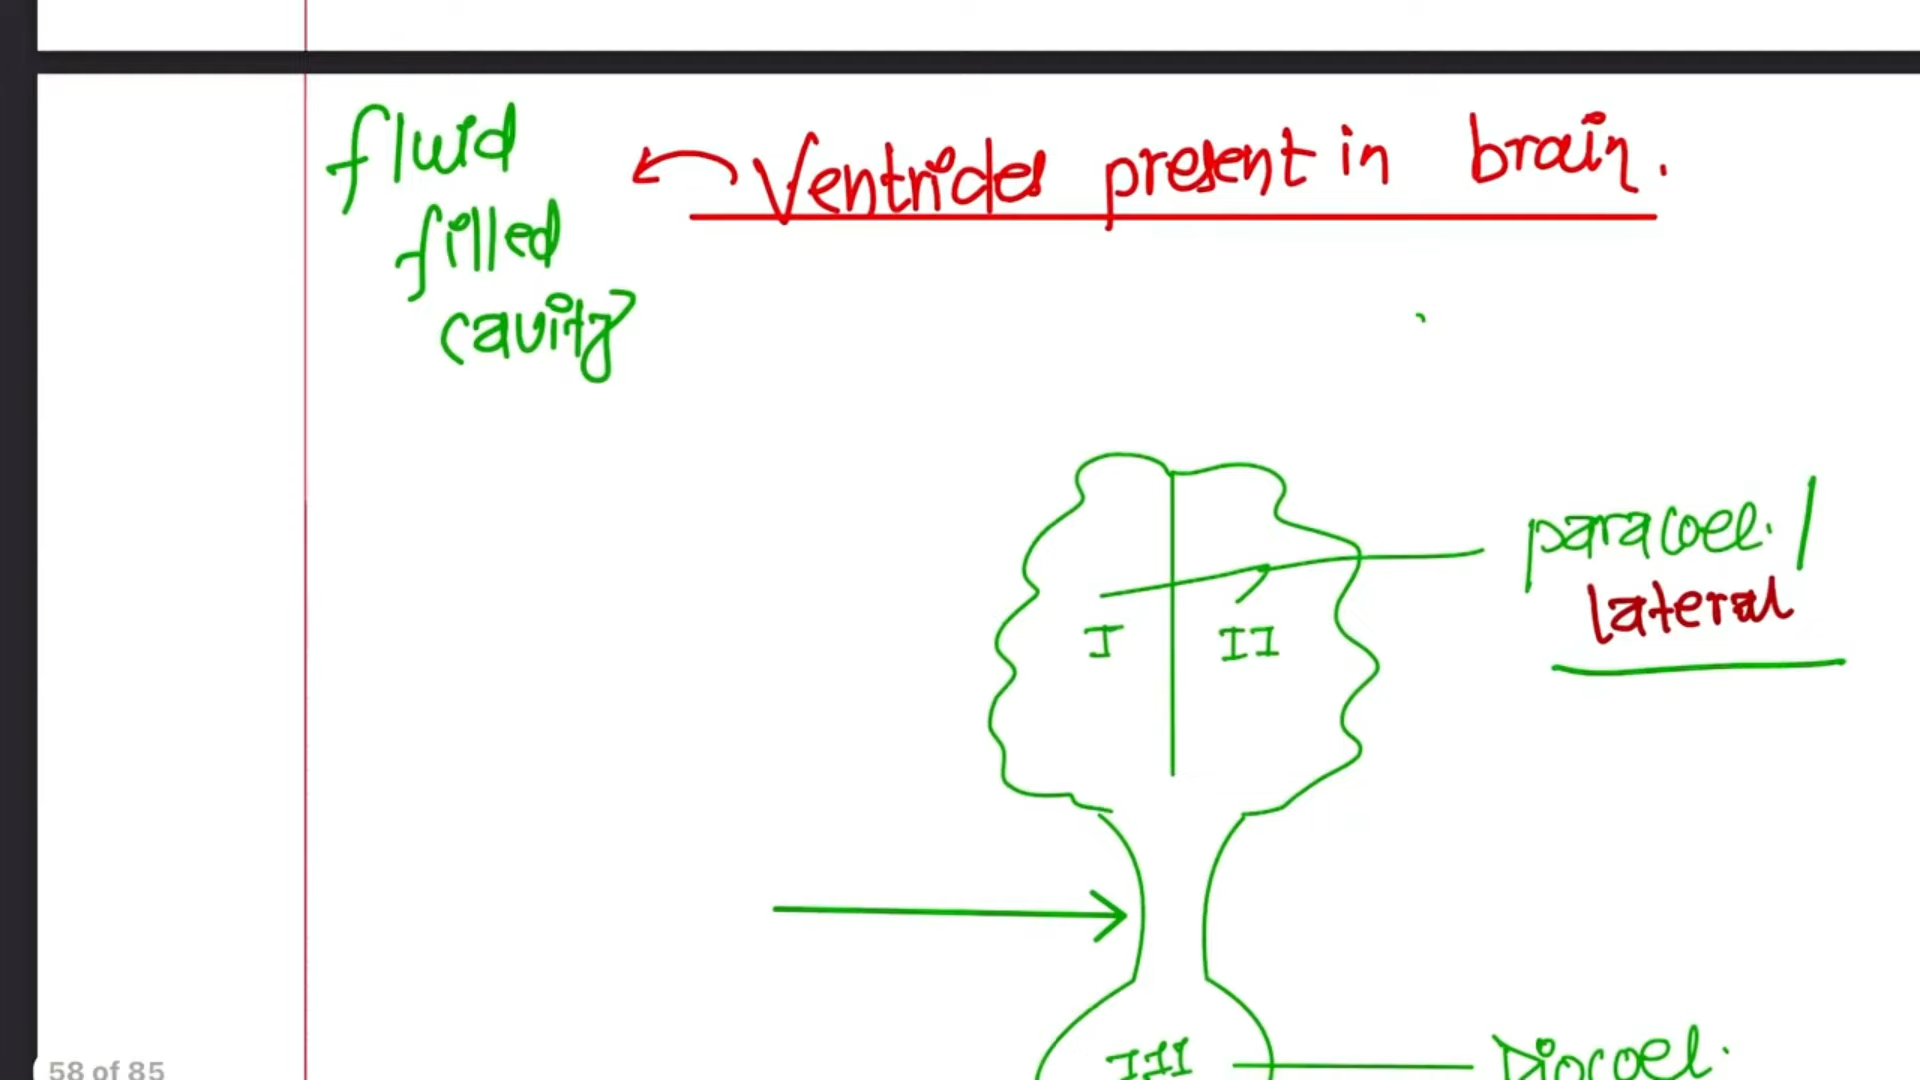 fluid
filled
cavity
Ventricles present in brain.
paracoel. /
lateral
I
II
III
Diocoel.
58 of 85